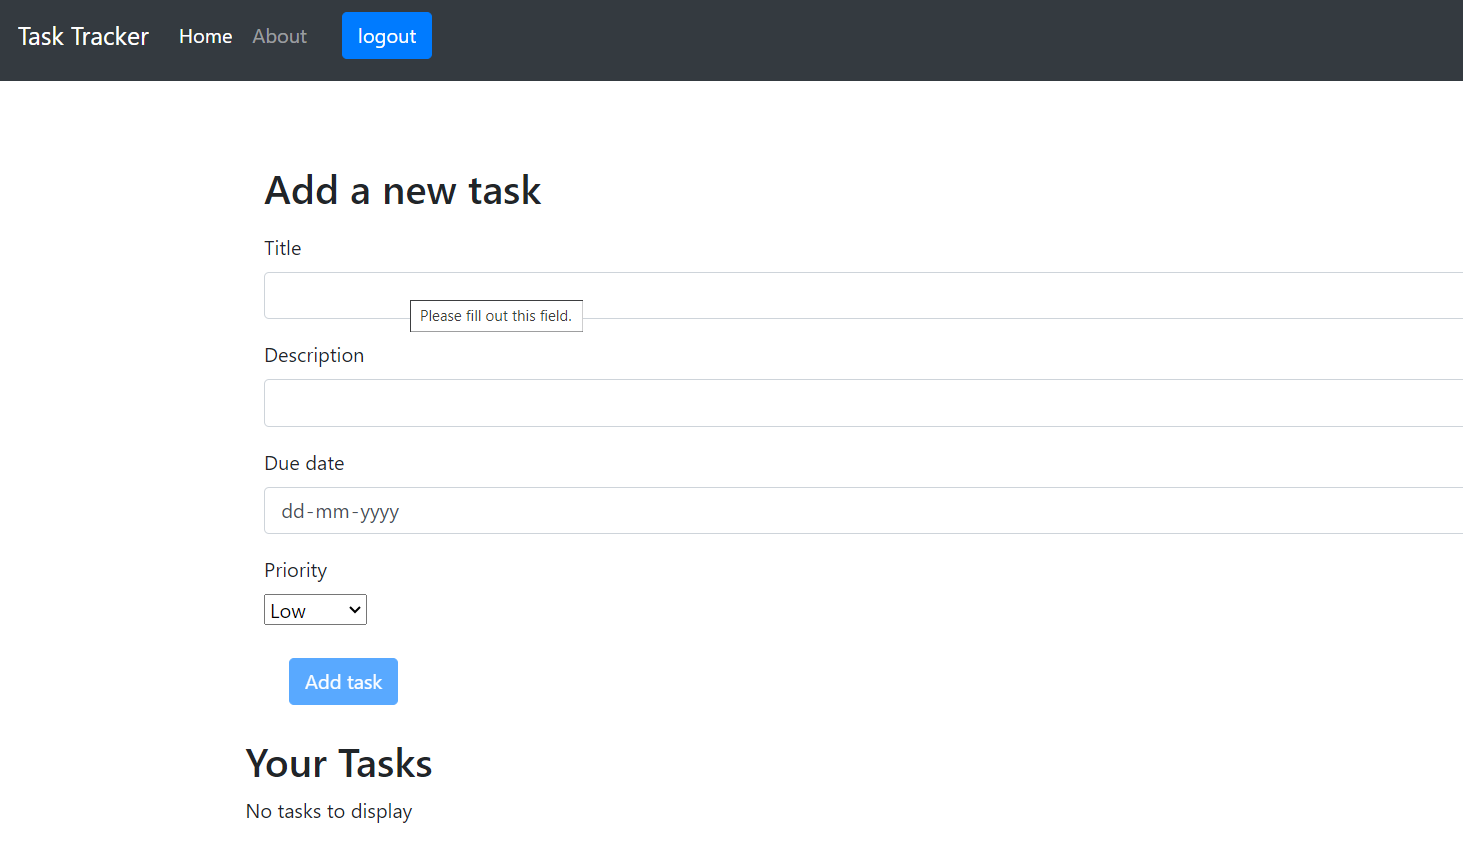 Task Tracker Home About logout
Add a new task
Title
Please fill out this field.
Description
Due date
dd-mm-yyyy
Priority
Low
Add task
Your Tasks
No tasks to display